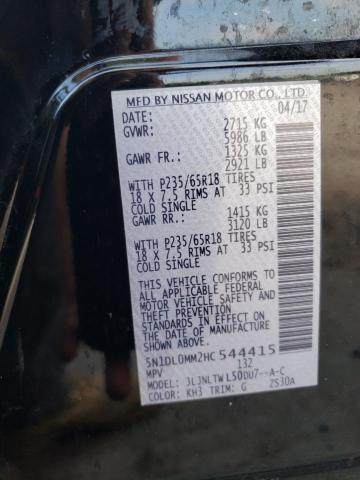 MFD BY NISSAN MOTOR CO., LTD.
DATE: 04/17
GVWR: 2715 KG
5986 LB
GAWR FR.: 1325 KG
2921 LB
WITH P235/65R18 TIRES
18 X 7.5 RIMS AT 33 PSI
COLD SINGLE
GAWR RR.: 1415 KG
3120 LB
WITH P235/65R18 TIRES
18 X 7.5 RIMS AT 33 PSI
COLD SINGLE
THIS VEHICLE CONFORMS TO
ALL APPLICABLE FEDERAL
MOTOR VEHICLE SAFETY AND
THEFT PREVENTION
STANDARDS IN EFFECT ON
THE DATE OF MANUFACTURE
SHOWN ABOVE.
5N1DL0MM2HC544415
MPV 132
MODEL: JLJNLTWL50DU7--A-C
COLOR: KH3 TRIM: G ZS30A